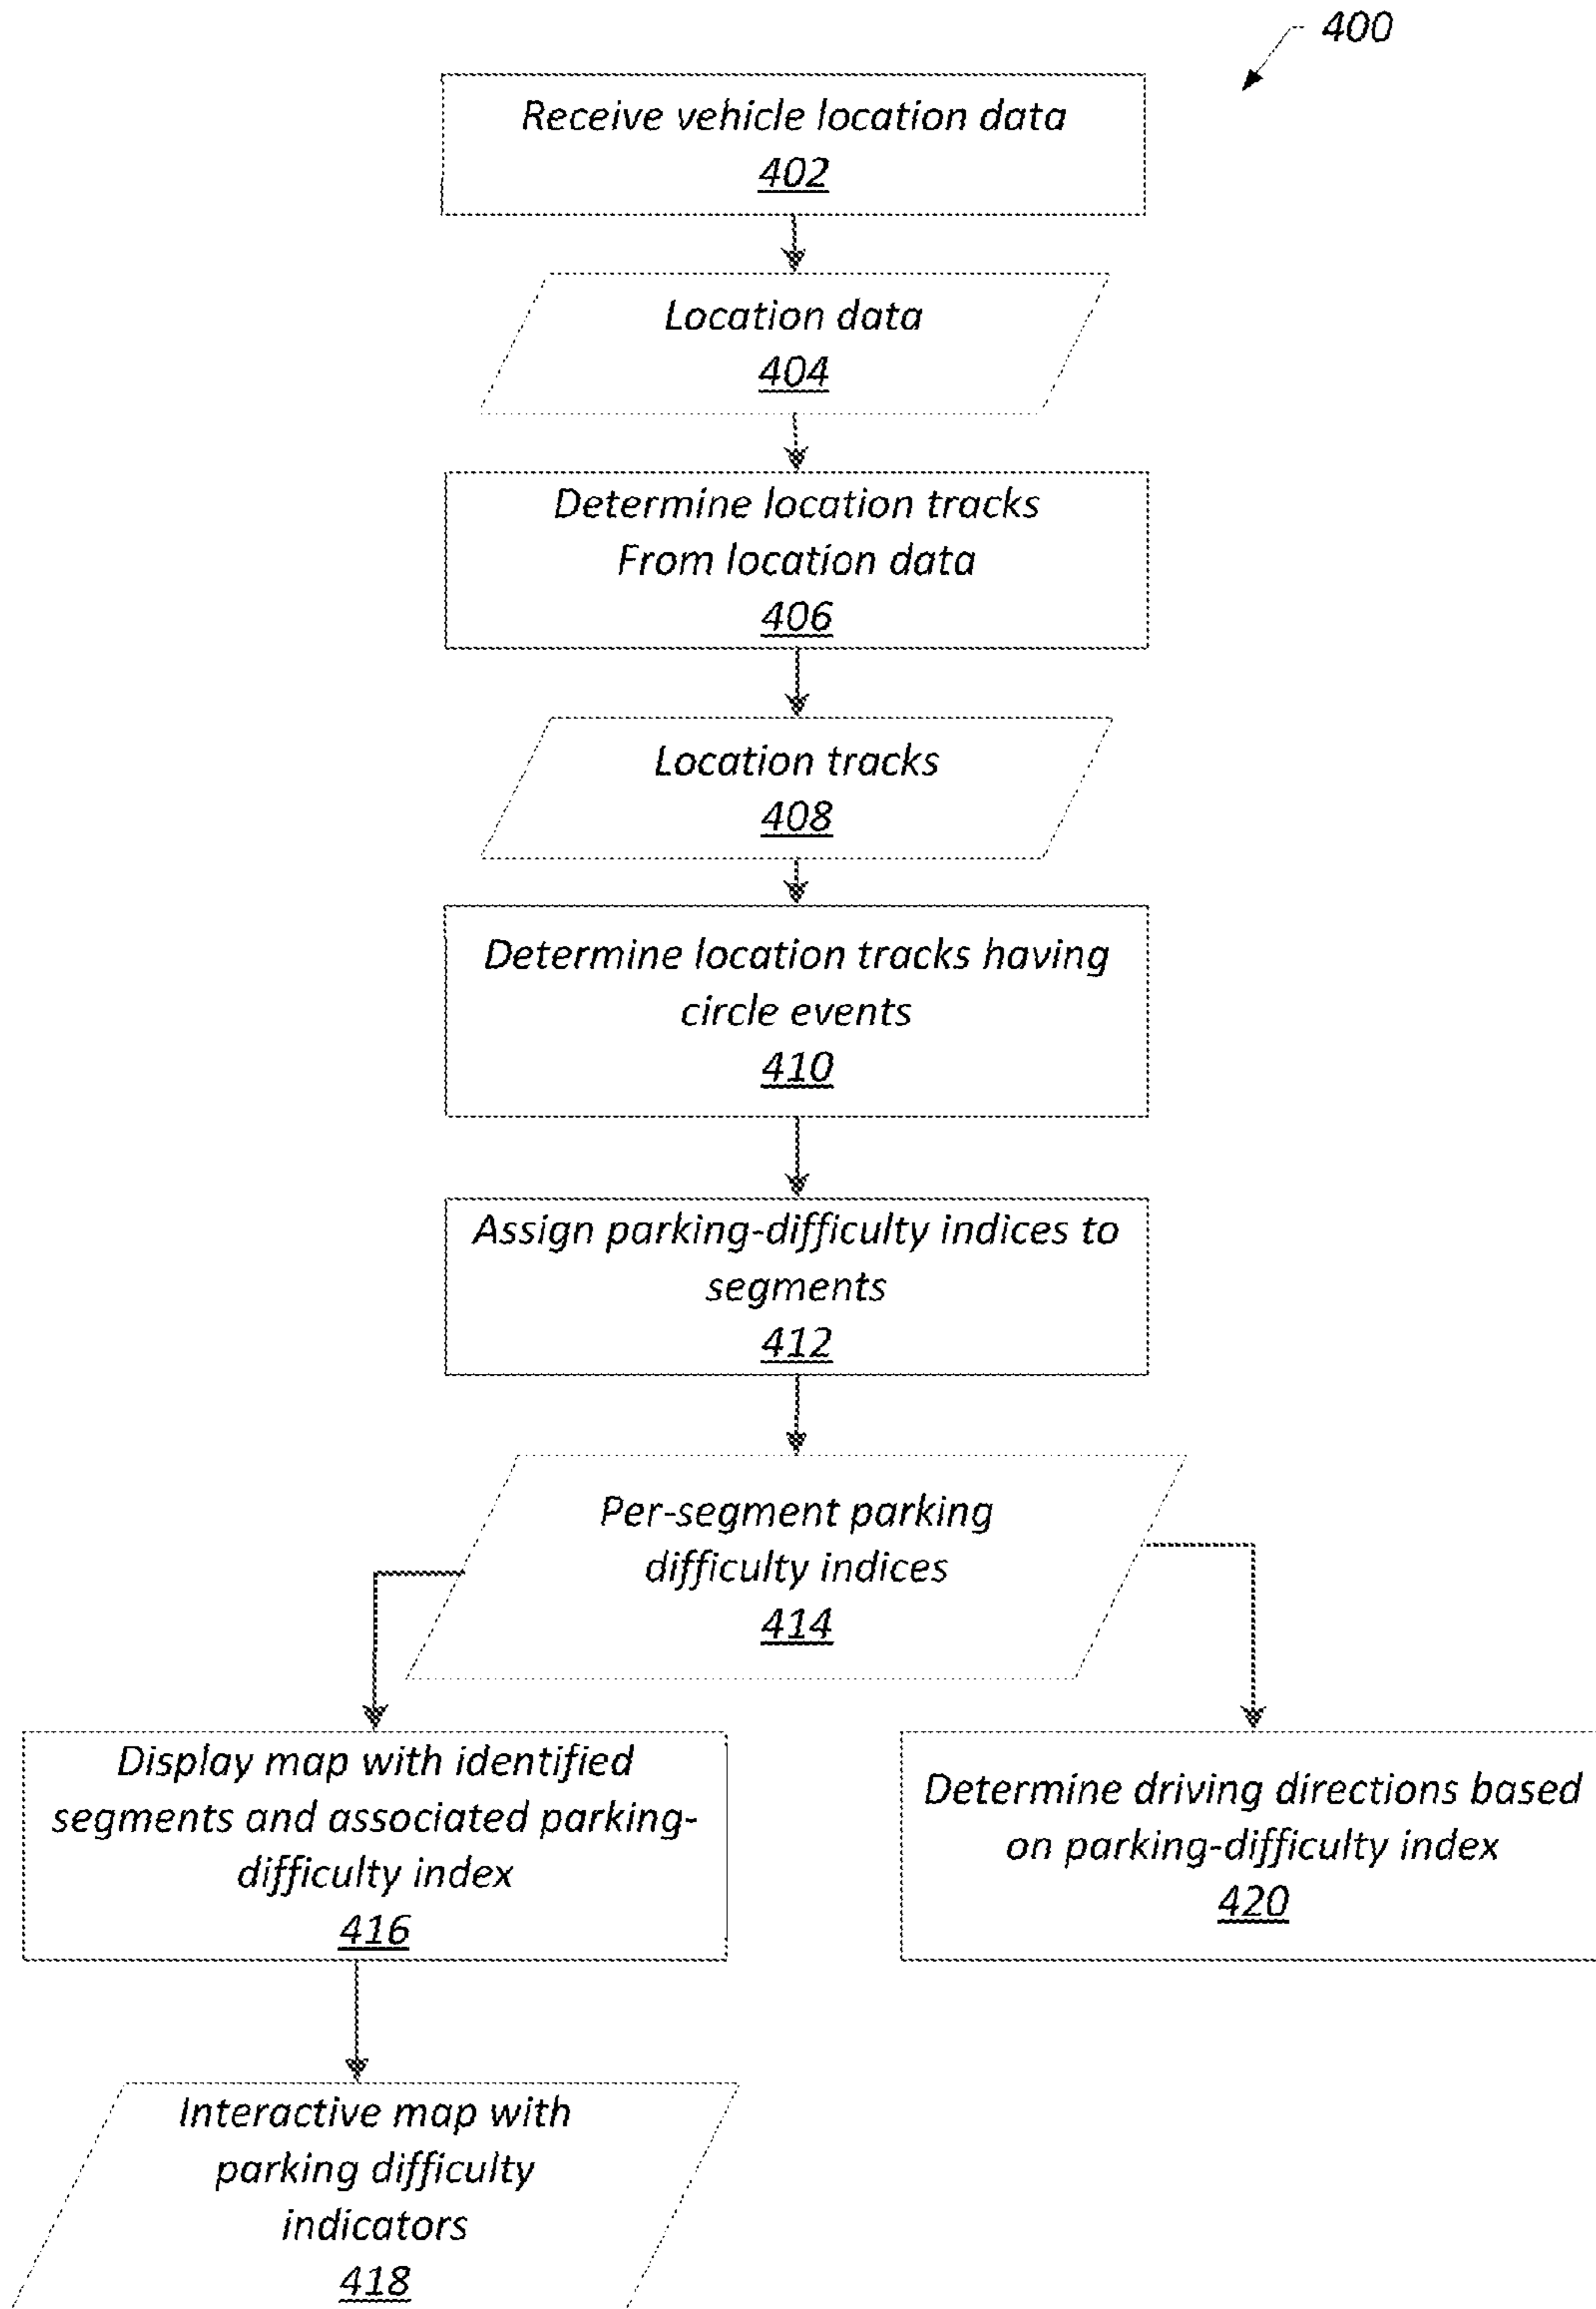 400
Receive vehicle location data
402
Location data
404
Determine location tracks
From location data
406
Location tracks
408
Determine location tracks having
circle events
410
Assign parking-difficulty indices to
segments
412
Per-segment parking
difficulty indices
414
Display map with identified
segments and associated parking-
difficulty index
416
Determine driving directions based
on parking-difficulty index
420
Interactive map with
parking difficulty
indicators
418